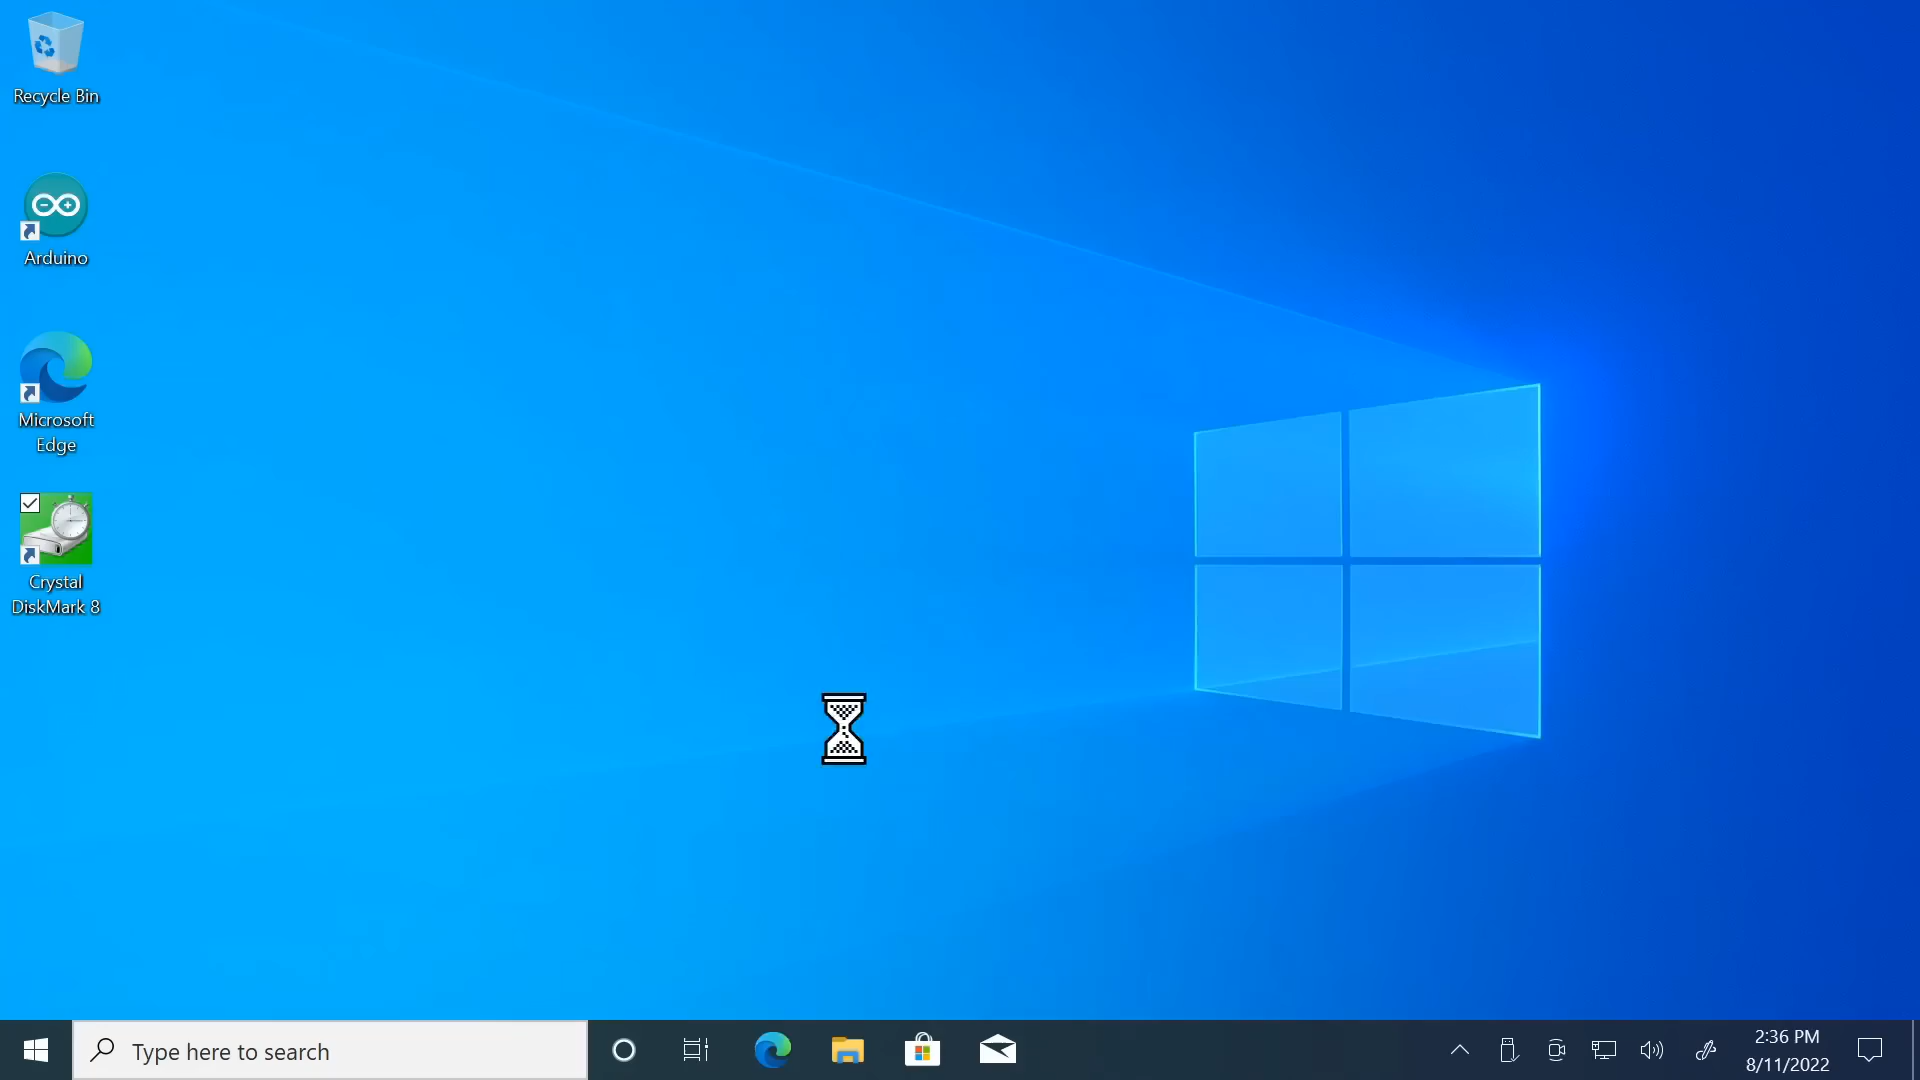 Recycle Bin
Arduino
Microsoft
Edge
Crystal
DiskMark 8
Type here to search
2:36 PM
8/11/2022